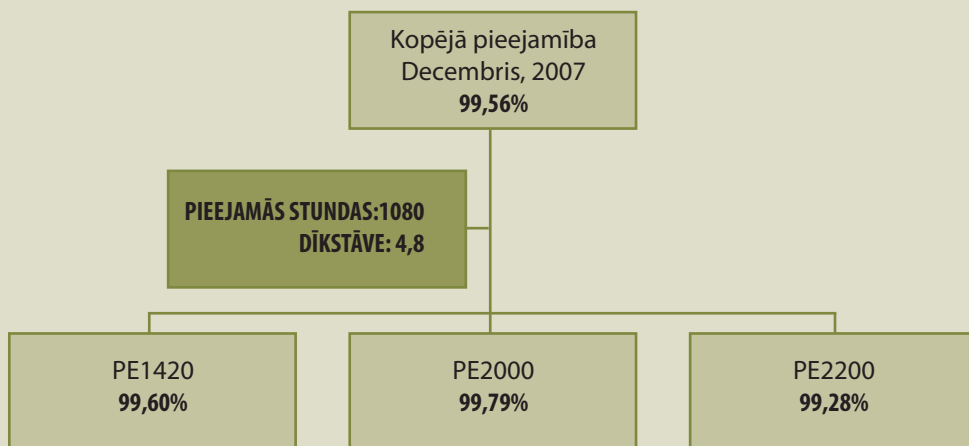 Kopējā pieejamība
Decembris, 2007
99,56%
PIEEJAMĀS STUNDAS:1080
DĪKSTĀVE: 4,8
PE1420
99,60%
PE2000
99,79%
PE2200
99,28%